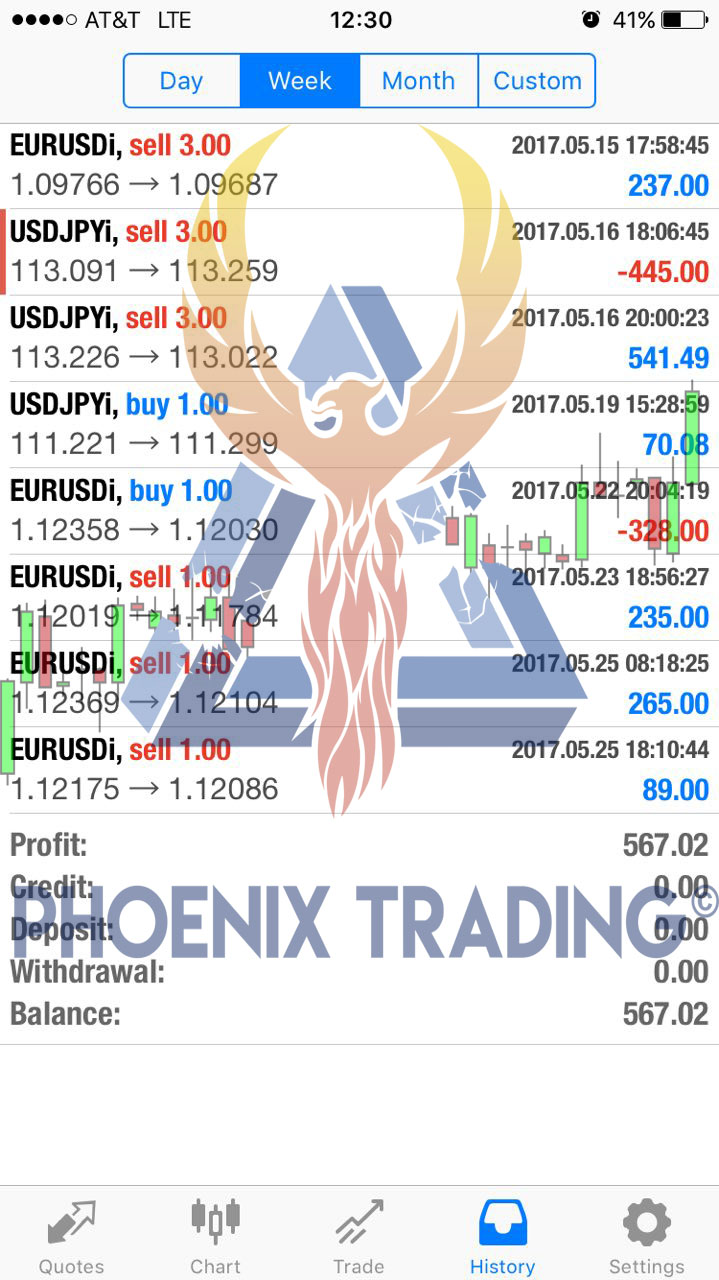 AT&T LTE 12:30 41%
Day Week Month Custom
EURUSDi, sell 3.00 2017.05.15 17:58:45
1.09766 → 1.09687 237.00
USDJPYi, sell 3.00 2017.05.16 18:06:45
113.091 → 113.259 -445.00
USDJPYi, sell 3.00 2017.05.16 20:00:23
113.226 → 113.022 541.49
USDJPYi, buy 1.00 2017.05.19 15:28:59
111.221 → 111.299 70.08
EURUSDi, buy 1.00 2017.05.22 20:04:19
1.12358 → 1.12030 -328.00
EURUSDi, sell 1.00 2017.05.23 18:56:27
1.12019 → 1.11784 235.00
EURUSDi, sell 1.00 2017.05.25 08:18:25
1.12369 → 1.12104 265.00
EURUSDi, sell 1.00 2017.05.25 18:10:44
1.12175 → 1.12086 89.00
Profit: 567.02
Credit: 0.00
PHOENIX TRADING©
Deposit: 0.00
Withdrawal: 0.00
Balance: 567.02
Quotes Chart Trade History Settings